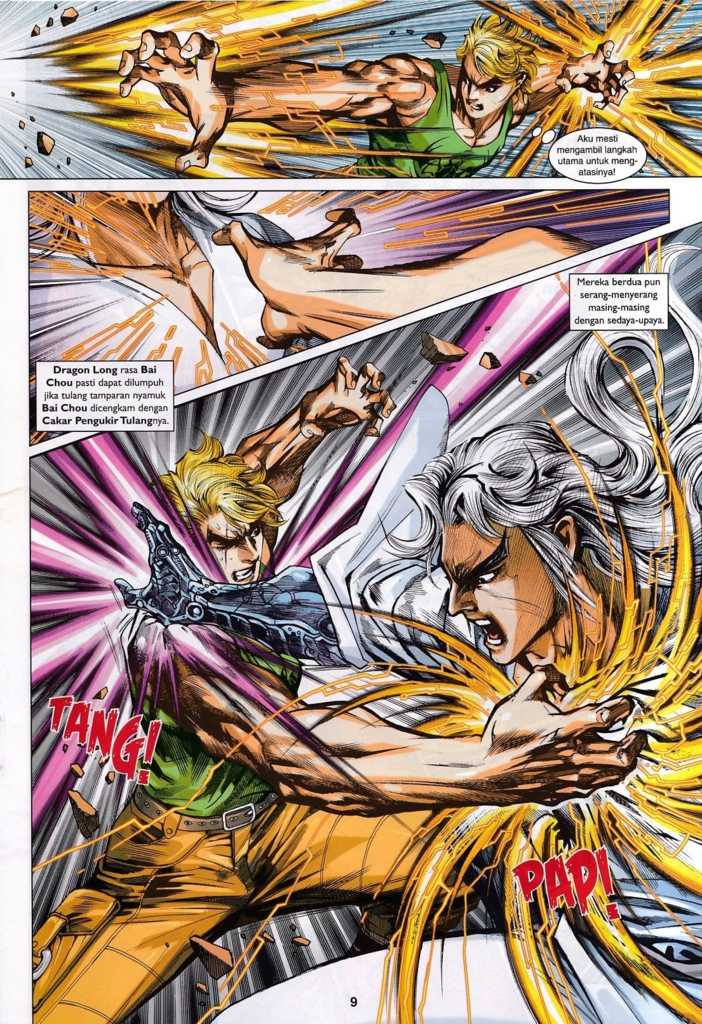 Aku mesti
mengambil langkah
utama untuk meng-
atasinya!
Mereka berdua pun
serang-menyerang
masing-masing
dengan sedaya-upaya.
Dragon Long rasa Bai
Chou pasti dapat dilumpuh
jika tulang tamparan nyamuk
Bai Chou dicengkam dengan
Cakar Pengukir Tulangnya.
TANG!
PAP!
9